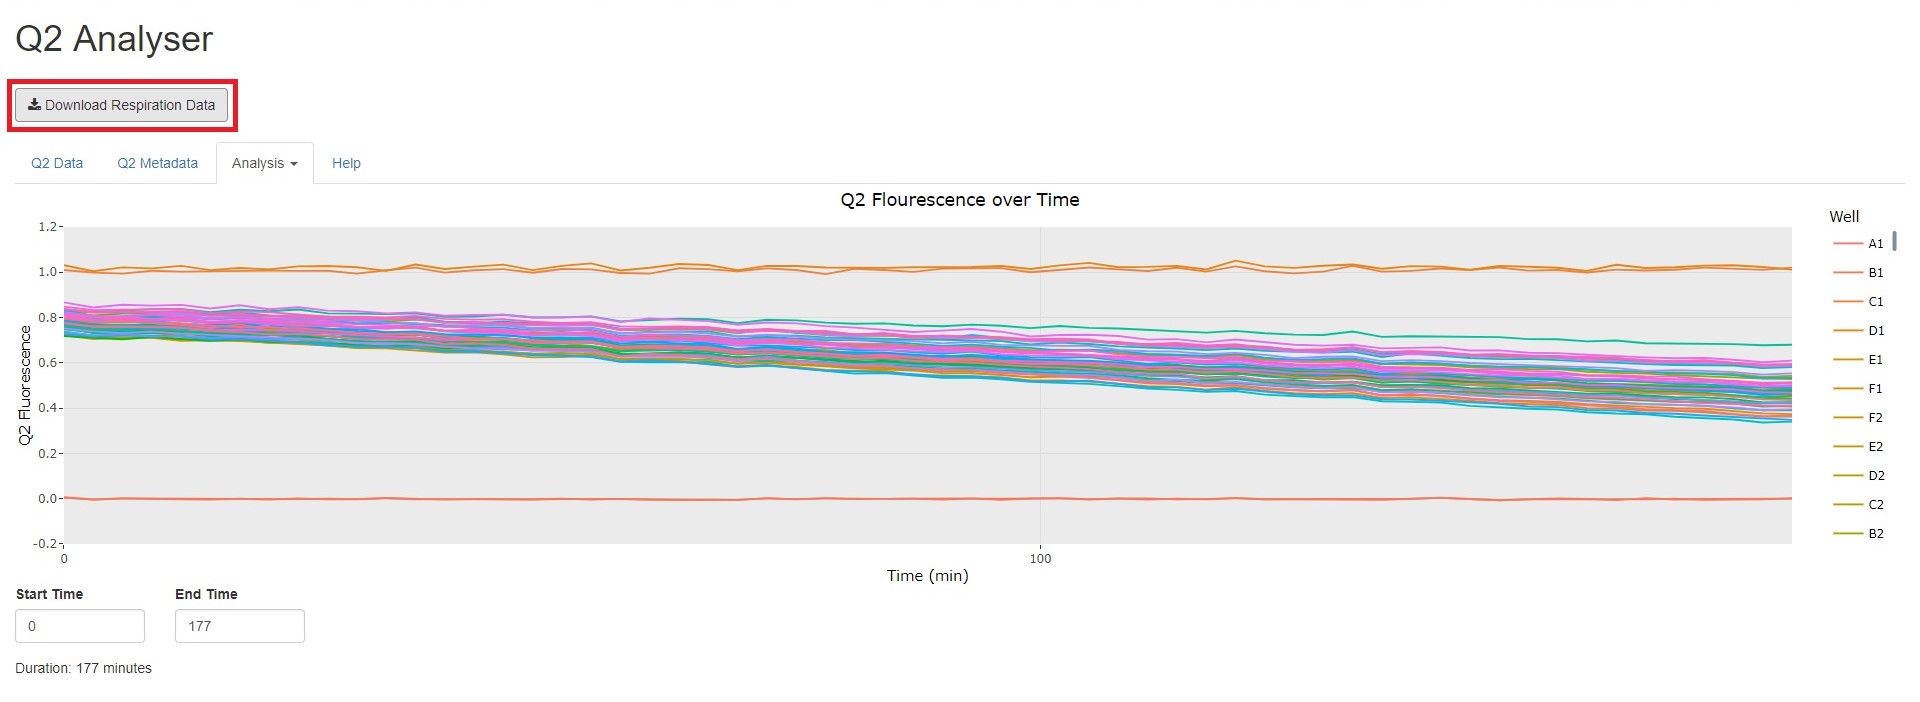 Q2 Analyser
Download Respiration Data
Q2 Data Q2 Metadata Analysis Help
Q2 Flourescence over Time
Well
A1
B1
C1
D1
E1
F1
F2
E2
D2
C2
B2
Q2 Fluorescence
1.2
1.0
0.8
0.6
0.4
0.2
0.0
-0.2
0 100
Time (min)
Start Time End Time
0 177
Duration: 177 minutes